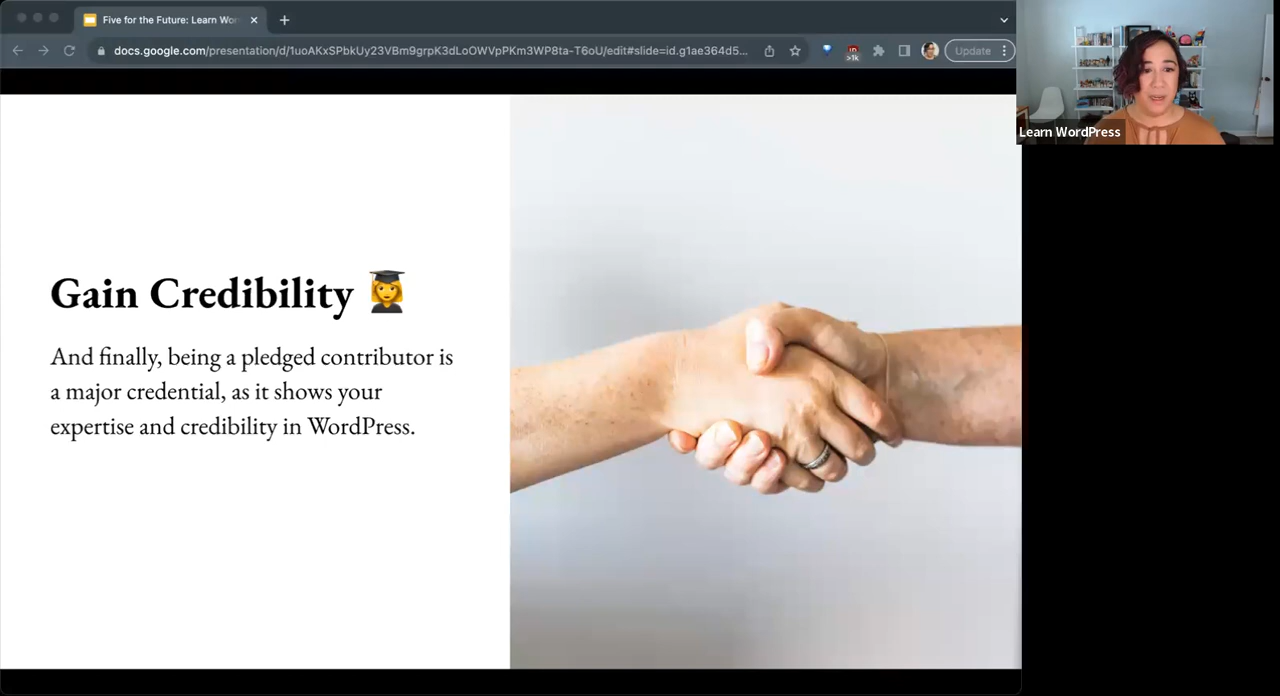 Five for the Future: Learn Wor
docs.google.com/presentation/d/1uoAKxSPbkUy23VBm9grpK3dLoOWVpPKm3WP8ta-T6oU/edit#slide=id.g1ae364d5...
>1k
Update
Learn WordPress
Gain Credibility 👩‍🎓
And finally, being a pledged contributor is
a major credential, as it shows your
expertise and credibility in WordPress.